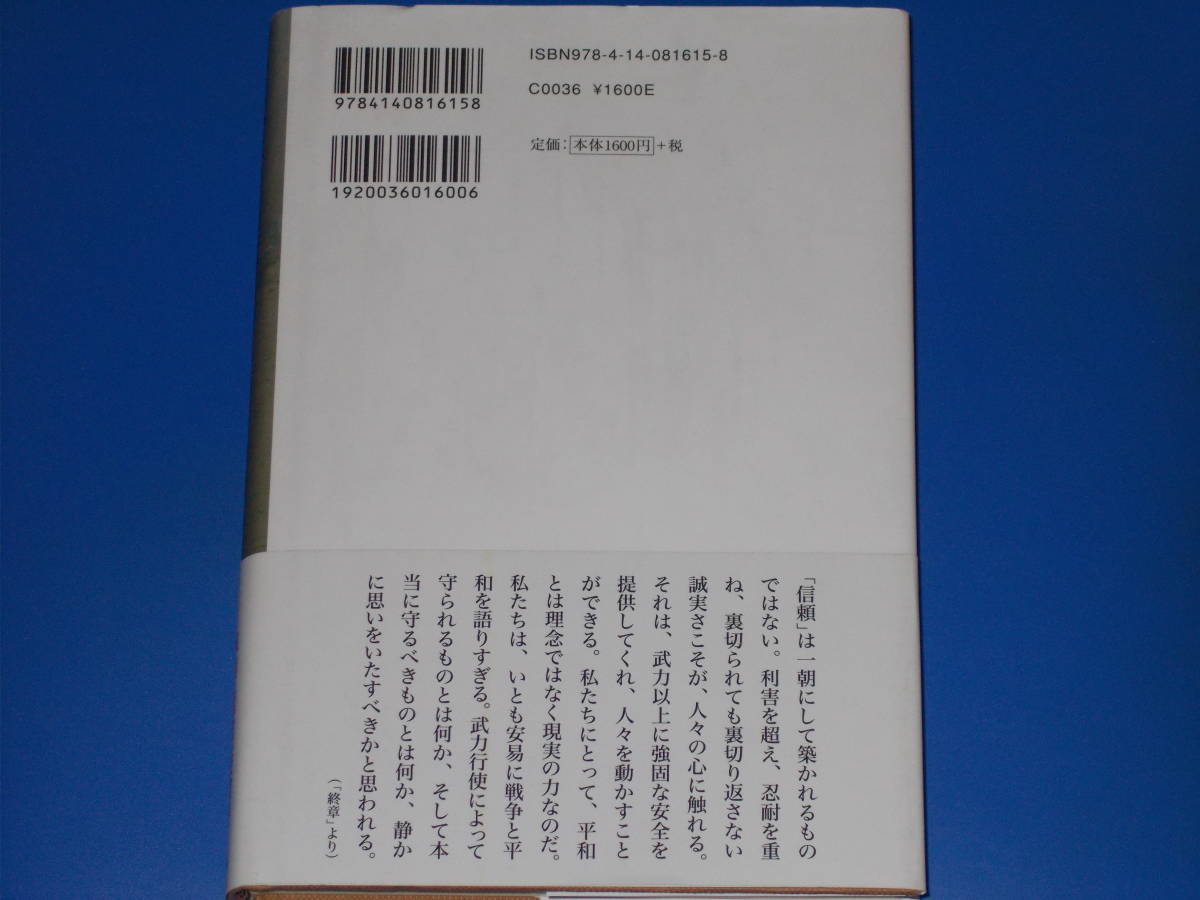 ISBN978-4-14-081615-8
9784140816158
C0036 ¥1600E
定価：本体1600円＋税
1920036016006
「信頼」は一朝にして築かれるもの
ではない。利害を超え、忍耐を重
ね、裏切られても裏切り返さない
誠実さこそが、人々の心に触れる。
それは、武力以上に強固な安全を
提供してくれ、人々を動かすこと
ができる。私たちにとって、平和
とは理念ではなく現実の力なのだ。
私たちは、いとも安易に戦争と平
和を語りすぎる。武力行使によって
守られるものとは何か、そして本
当に守るべきものとは何か、静か
に思いをいたすべきかと思われる。
（「終章」より）